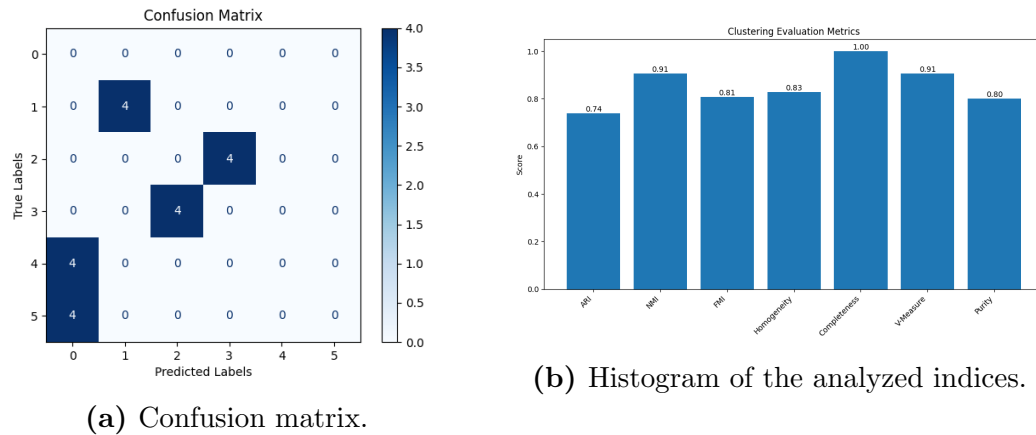 Confusion Matrix
True Labels
0 0 0 0 0 0 0
1 0 4 0 0 0 0
2 0 0 0 4 0 0
3 0 0 4 0 0 0
4 4 0 0 0 0 0
5 4 0 0 0 0 0
0 1 2 3 4 5
Predicted Labels
4.0
3.5
3.0
2.5
2.0
1.5
1.0
0.5
0.0
(a) Confusion matrix.
Clustering Evaluation Metrics
Score
1.0
0.8
0.6
0.4
0.2
0.0
0.74 0.91 0.81 0.83 1.00 0.91 0.80
ARI NMI FMI Homogeneity Completeness V-Measure Purity
(b) Histogram of the analyzed indices.